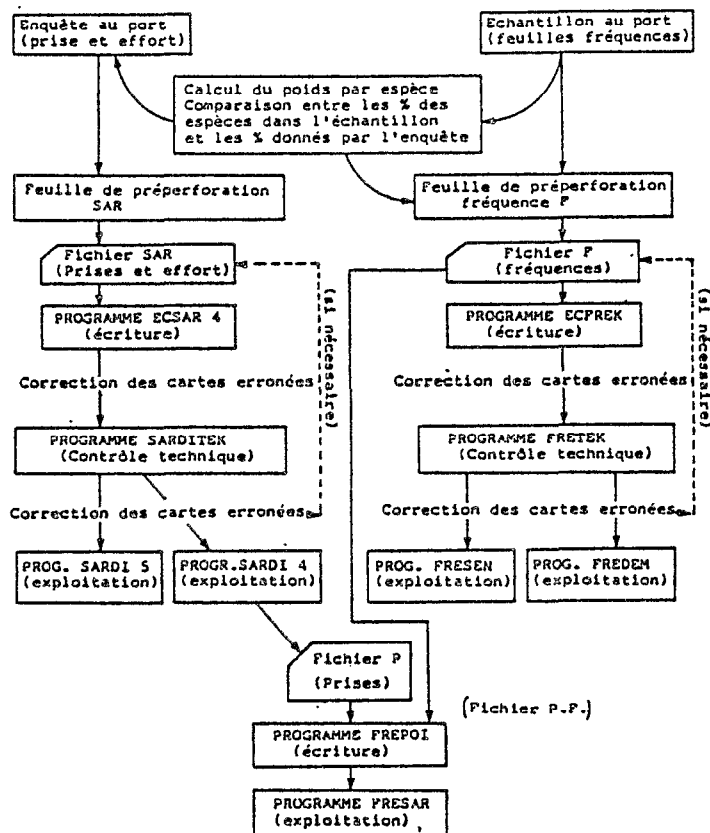 Enquête au port
(prise et effort)
Echantillon au port
(feuilles fréquences)
Calcul du poids par espèce
Comparaison entre les % des
espèces dans l'échantillon
et les % donnés par l'enquête
Feuille de préperforation
SAR
Feuille de préperforation
fréquence F
Fichier SAR
(Prises et effort)
Fichier F
(fréquences)
(si nécessaire)
(si nécessaire)
PROGRAMME ECSAR 4
(écriture)
PROGRAMME ECFREK
(écriture)
Correction des cartes erronées
Correction des cartes erronées
PROGRAMME SARDITEK
(Contrôle technique)
PROGRAMME FRETEK
(Contrôle technique)
Correction des cartes erronées
Correction des cartes erronées
PROG. SARDI 5
(exploitation)
PROGR.SARDI 4
(exploitation)
PROG. FRESEN
(exploitation)
PROG. FREDEM
(exploitation)
Fichier P
(Prises)
(Fichier P.F.)
PROGRAMME FREPOI
(écriture)
PROGRAMME FRESAR
(exploitation)